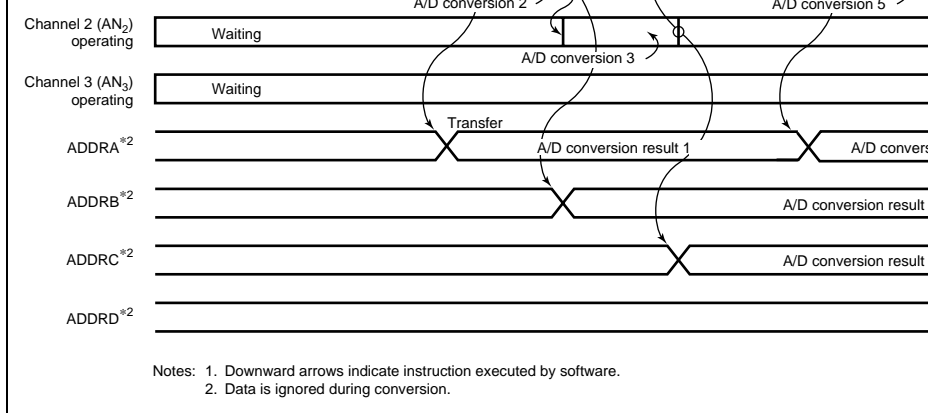 A/D conversion 2
A/D conversion 5
Channel 2 (AN2)
operating
Waiting
A/D conversion 3
Channel 3 (AN3)
operating
Waiting
Transfer
ADDRA*2
A/D conversion result 1
A/D convers
ADDRB*2
A/D conversion result
ADDRC*2
A/D conversion result
ADDRD*2
Notes: 1. Downward arrows indicate instruction executed by software.
2. Data is ignored during conversion.